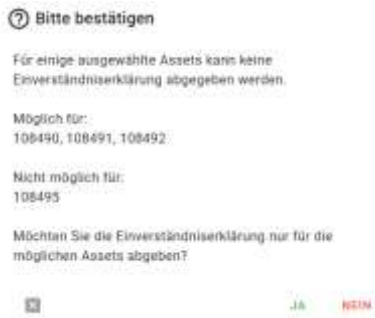 Bitte bestätigen
Für einige ausgewählte Assets kann keine
Einverständniserklärung abgegeben werden.
Möglich für:
108490, 108491, 108492
Nicht möglich für:
108495
Möchten Sie die Einverständniserklärung nur für die
möglichen Assets abgeben?
JA NEIN